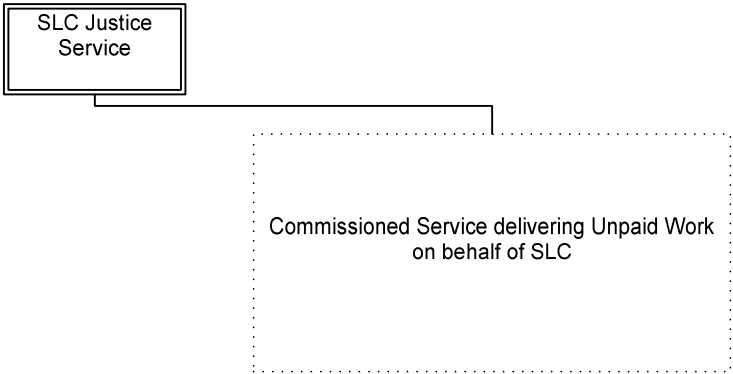 SLC Justice
Service
Commissioned Service delivering Unpaid Work
on behalf of SLC